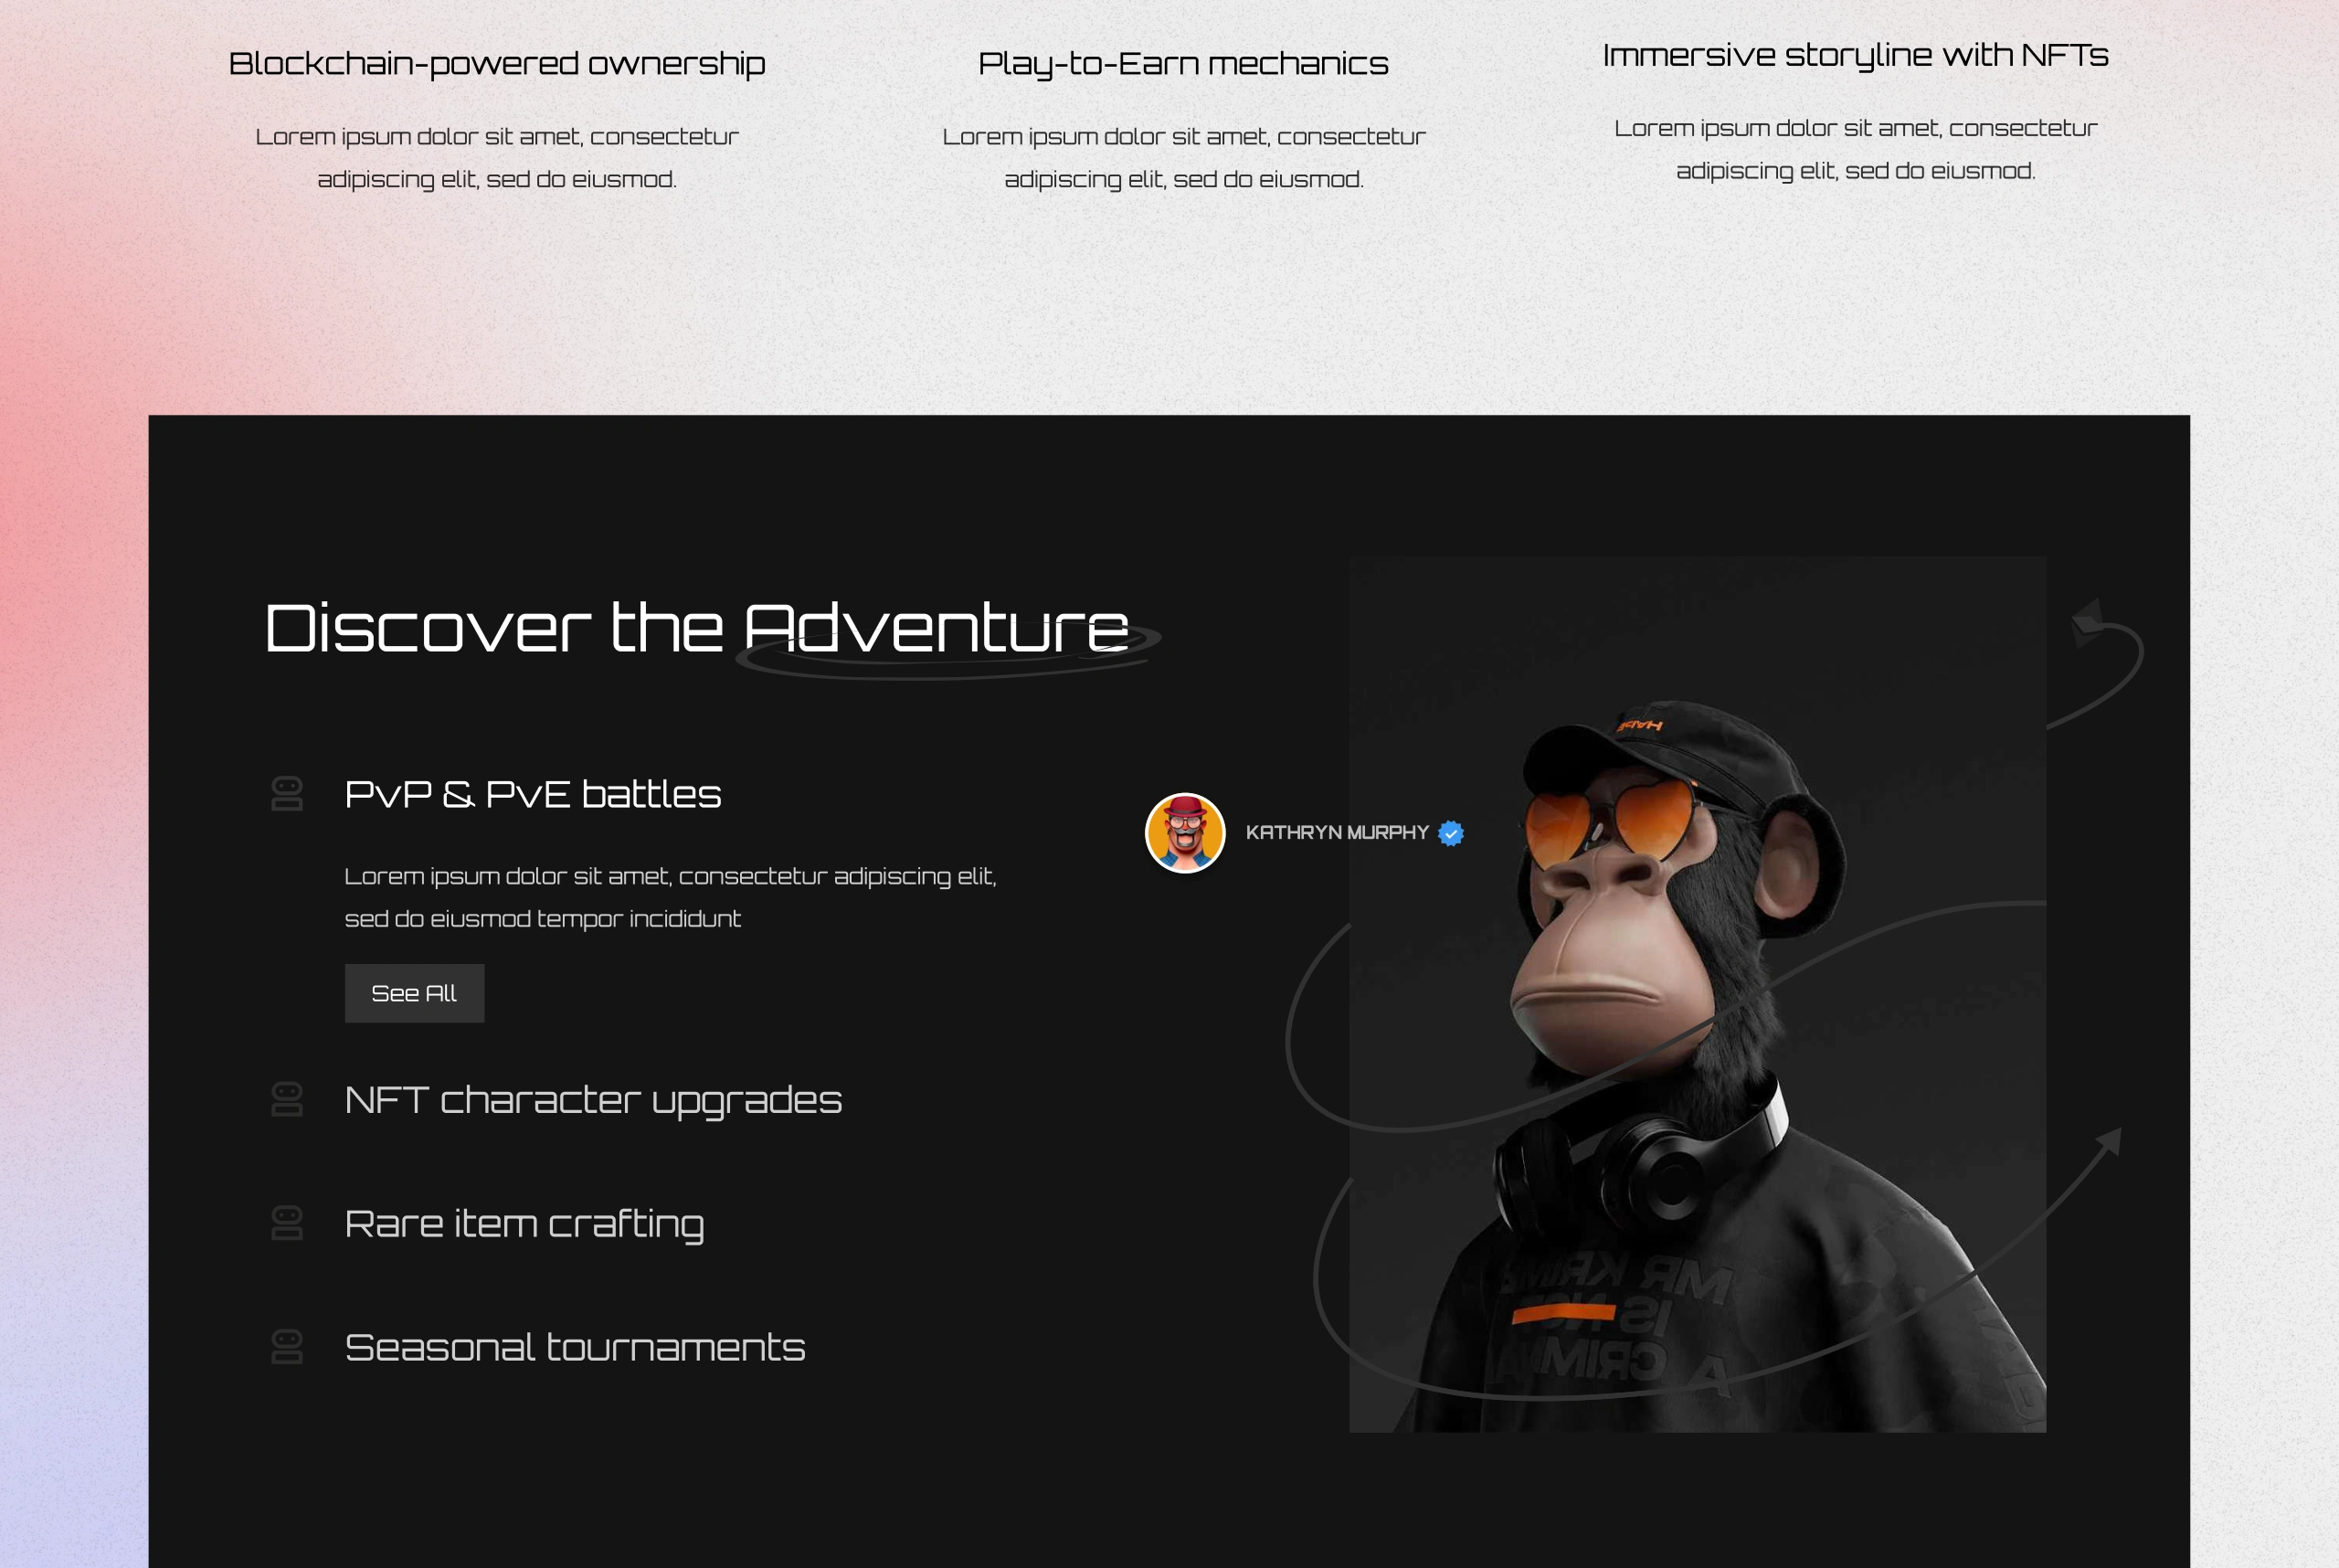 Blockchain-powered ownership
Lorem ipsum dolor sit amet, consectetur
adipiscing elit, sed do eiusmod.
Play-to-Earn mechanics
Lorem ipsum dolor sit amet, consectetur
adipiscing elit, sed do eiusmod.
Immersive storyline with NFTs
Lorem ipsum dolor sit amet, consectetur
adipiscing elit, sed do eiusmod.
Discover the Adventure
PvP & PvE battles
Lorem ipsum dolor sit amet, consectetur adipiscing elit,
sed do eiusmod tempor incididunt
See All
NFT character upgrades
Rare item crafting
Seasonal tournaments
KATHRYN MURPHY
MR
IS
A